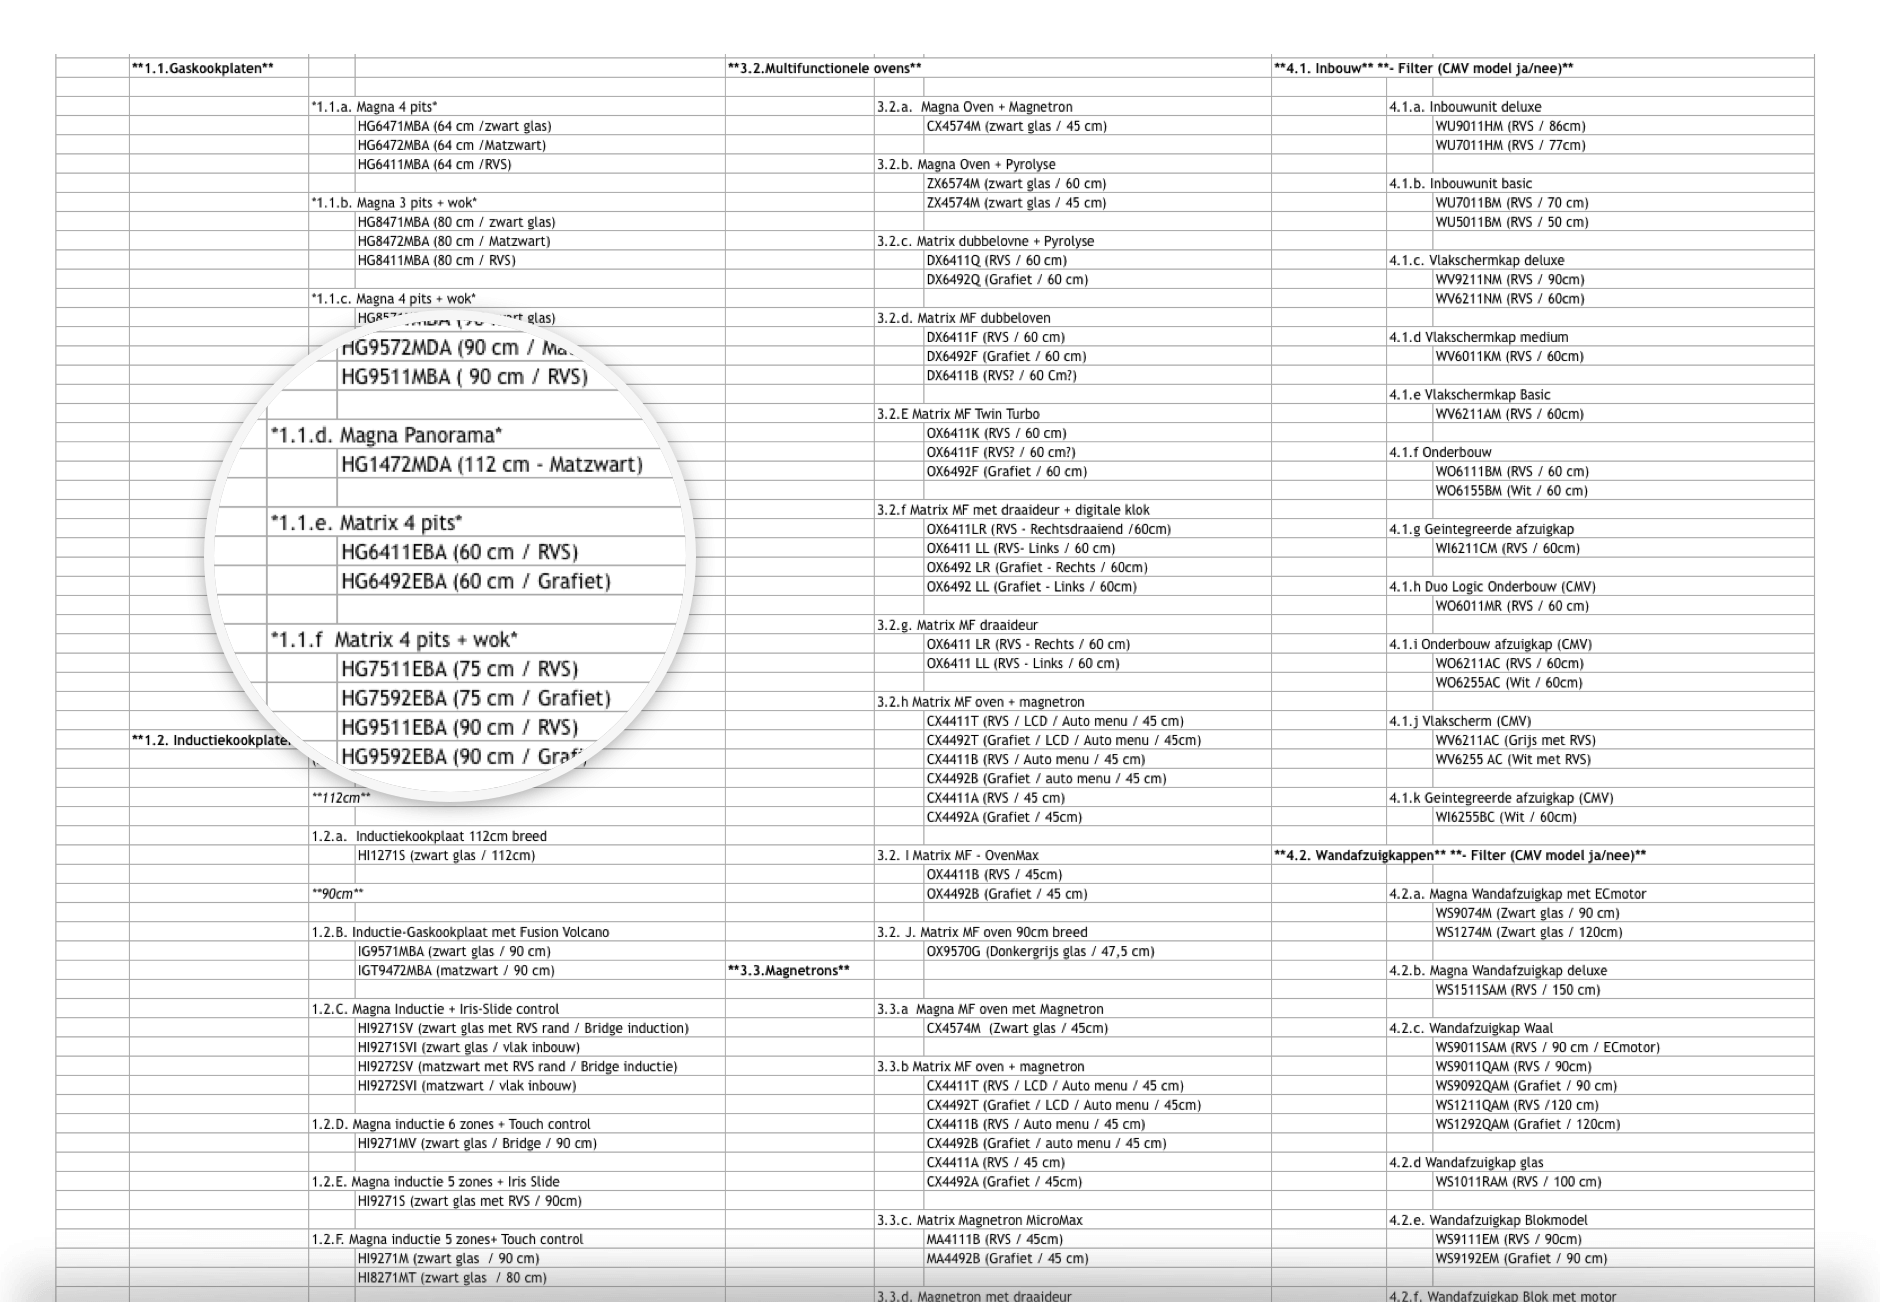 **1.1.Gaskookplaten**
*1.1.a. Magna 4 pits*
HG6471MBA (64 cm /zwart glas)
HG6472MBA (64 cm /Matzwart)
HG6411MBA (64 cm /RVS)
*1.1.b. Magna 3 pits + wok*
HG8471MBA (80 cm / zwart glas)
HG8472MBA (80 cm / Matzwart)
HG8411MBA (80 cm / RVS)
*1.1.c. Magna 4 pits + wok*
glas)
HG9572MDA (90 cm /
HG9511MBA ( 90 cm / RVS)
*1.1.d. Magna Panorama*
HG1472MDA (112 cm - Matzwart)
*1.1.e. Matrix 4 pits*
HG6411EBA (60 cm / RVS)
HG6492EBA (60 cm / Grafiet)
*1.1.f Matrix 4 pits + wok*
HG7511EBA (75 cm / RVS)
HG7592EBA (75 cm / Grafiet)
HG9511EBA (90 cm / RVS)
HG9592EBA (90 cm /
**1.2. Inductiekookplaten
**112cm**
1.2.a. Inductiekookplaat 112cm breed
HI1271S (zwart glas / 112cm)
**90cm**
1.2.B. Inductie-Gaskookplaat met Fusion Volcano
IG9571MBA (zwart glas / 90 cm)
IGT9472MBA (matzwart / 90 cm)
1.2.C. Magna Inductie + Iris-Slide control
HI9271SV (zwart glas met RVS rand / Bridge induction)
HI9271SVI (zwart glas / vlak inbouw)
HI9272SV (matzwart met RVS rand / Bridge inductie)
HI9272SVI (matzwart / vlak inbouw)
1.2.D. Magna inductie 6 zones + Touch control
HI9271MV (zwart glas / Bridge / 90 cm)
1.2.E. Magna inductie 5 zones + Iris Slide
HI9271S (zwart glas met RVS / 90cm)
1.2.F. Magna inductie 5 zones+ Touch control
HI9271M (zwart glas / 90 cm)
HI8271MT (zwart glas / 80 cm)
**3.2.Multifunctionele ovens**
3.2.a. Magna Oven + Magnetron
CX4574M (zwart glas / 45 cm)
3.2.b. Magna Oven + Pyrolyse
ZX6574M (zwart glas / 60 cm)
ZX4574M (zwart glas / 45 cm)
3.2.c. Matrix dubbelovne + Pyrolyse
DX6411Q (RVS / 60 cm)
DX6492Q (Grafiet / 60 cm)
3.2.d. Matrix MF dubbeloven
DX6411F (RVS / 60 cm)
DX6492F (Grafiet / 60 cm)
DX6411B (RVS? / 60 Cm?)
3.2.E Matrix MF Twin Turbo
OX6411K (RVS / 60 cm)
OX6411F (RVS? / 60 cm?)
OX6492F (Grafiet / 60 cm)
3.2.f Matrix MF met draaideur + digitale klok
OX6411LR (RVS - Rechtsdraaiend /60cm)
OX6411 LL (RVS- Links / 60 cm)
OX6492 LR (Grafiet - Rechts / 60cm)
OX6492 LL (Grafiet - Links / 60cm)
3.2.g. Matrix MF draaideur
OX6411 LR (RVS - Rechts / 60 cm)
OX6411 LL (RVS - Links / 60 cm)
3.2.h Matrix MF oven + magnetron
CX4411T (RVS / LCD / Auto menu / 45 cm)
CX4492T (Grafiet / LCD / Auto menu / 45cm)
CX4411B (RVS / Auto menu / 45 cm)
CX4492B (Grafiet / auto menu / 45 cm)
CX4411A (RVS / 45 cm)
CX4492A (Grafiet / 45cm)
3.2. I Matrix MF - OvenMax
OX4411B (RVS / 45cm)
OX4492B (Grafiet / 45 cm)
3.2. J. Matrix MF oven 90cm breed
OX9570G (Donkergrijs glas / 47,5 cm)
**3.3.Magnetrons**
3.3.a Magna MF oven met Magnetron
CX4574M (Zwart glas / 45cm)
3.3.b Matrix MF oven + magnetron
CX4411T (RVS / LCD / Auto menu / 45 cm)
CX4492T (Grafiet / LCD / Auto menu / 45cm)
CX4411B (RVS / Auto menu / 45 cm)
CX4492B (Grafiet / auto menu / 45 cm)
CX4411A (RVS / 45 cm)
CX4492A (Grafiet / 45cm)
3.3.c. Matrix Magnetron MicroMax
MA4111B (RVS / 45cm)
MA4492B (Grafiet / 45 cm)
3.3.d. Magnetron met draaideur
**4.1. Inbouw** **- Filter (CMV model ja/nee)**
4.1.a. Inbouwunit deluxe
WU9011HM (RVS / 86cm)
WU7011HM (RVS / 77cm)
4.1.b. Inbouwunit basic
WU7011BM (RVS / 70 cm)
WU5011BM (RVS / 50 cm)
4.1.c. Vlakschermkap deluxe
WV9211NM (RVS / 90cm)
WV6211NM (RVS / 60cm)
4.1.d Vlakschermkap medium
WV6011KM (RVS / 60cm)
4.1.e Vlakschermkap Basic
WV6211AM (RVS / 60cm)
4.1.f Onderbouw
WO6111BM (RVS / 60 cm)
WO6155BM (Wit / 60 cm)
4.1.g Geintegreerde afzuigkap
WI6211CM (RVS / 60cm)
4.1.h Duo Logic Onderbouw (CMV)
WO6011MR (RVS / 60 cm)
4.1.i Onderbouw afzuigkap (CMV)
WO6211AC (RVS / 60cm)
WO6255AC (Wit / 60cm)
4.1.j Vlakscherm (CMV)
WV6211AC (Grijs met RVS)
WV6255 AC (Wit met RVS)
4.1.k Geintegreerde afzuigkap (CMV)
WI6255BC (Wit / 60cm)
**4.2. Wandafzuigkappen** **- Filter (CMV model ja/nee)**
4.2.a. Magna Wandafzuigkap met ECmotor
WS9074M (Zwart glas / 90 cm)
WS1274M (Zwart glas / 120cm)
4.2.b. Magna Wandafzuigkap deluxe
WS1511SAM (RVS / 150 cm)
4.2.c. Wandafzuigkap Waal
WS9011SAM (RVS / 90 cm / ECmotor)
WS9011QAM (RVS / 90cm)
WS9092QAM (Grafiet / 90 cm)
WS1211QAM (RVS /120 cm)
WS1292QAM (Grafiet / 120cm)
4.2.d Wandafzuigkap glas
WS1011RAM (RVS / 100 cm)
4.2.e. Wandafzuigkap Blokmodel
WS9111EM (RVS / 90cm)
WS9192EM (Grafiet / 90 cm)
4.2.f. Wandafzuigkap Blok met motor